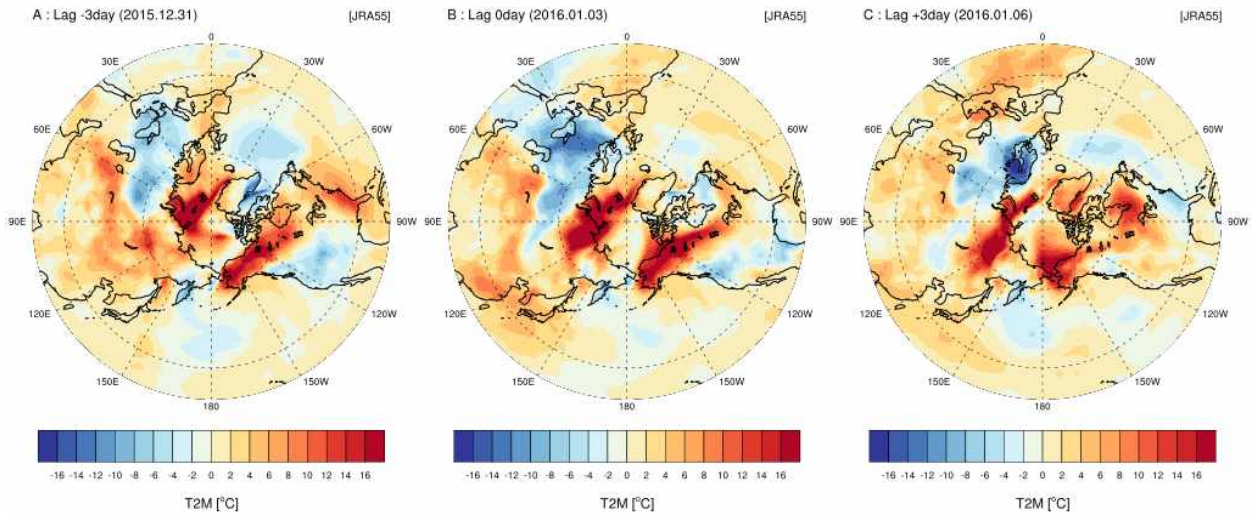 A : Lag -3day (2015.12.31) [JRA55]
0
30E 30W
60E 60W
90E 90W
120E 120W
150E 150W
180
-16 -14 -12 -10 -8 -6 -4 -2 0 2 4 6 8 10 12 14 16
T2M [°C]
B : Lag 0day (2016.01.03) [JRA55]
0
30E 30W
60E 60W
90E 90W
120E 120W
150E 150W
180
-16 -14 -12 -10 -8 -6 -4 -2 0 2 4 6 8 10 12 14 16
T2M [°C]
C : Lag +3day (2016.01.06) [JRA55]
0
30E 30W
60E 60W
90E 90W
120E 120W
150E 150W
180
-16 -14 -12 -10 -8 -6 -4 -2 0 2 4 6 8 10 12 14 16
T2M [°C]